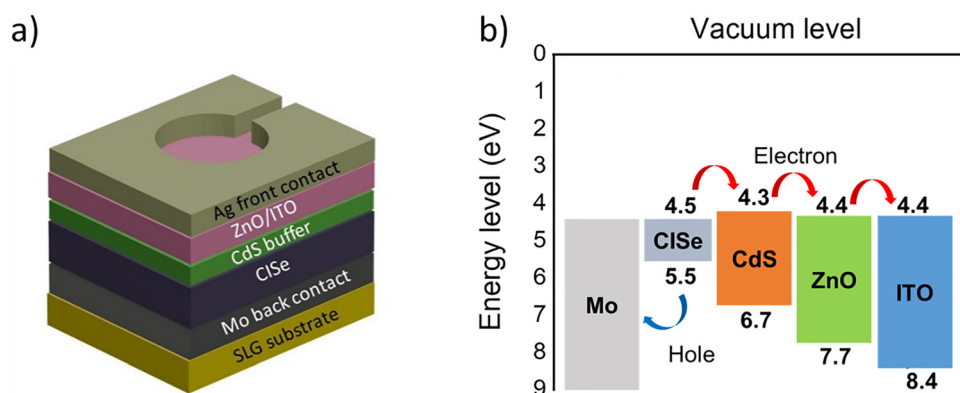 a)
Ag front contact
ZnO/ITO
CdS buffer
CISe
Mo back contact
SLG substrate
b)
Vacuum level
Energy level (eV)
0
1
2
3
4
5
6
7
8
9
Electron
4.5
4.3
4.4
4.4
Mo
CISe
CdS
ZnO
ITO
5.5
6.7
7.7
8.4
Hole